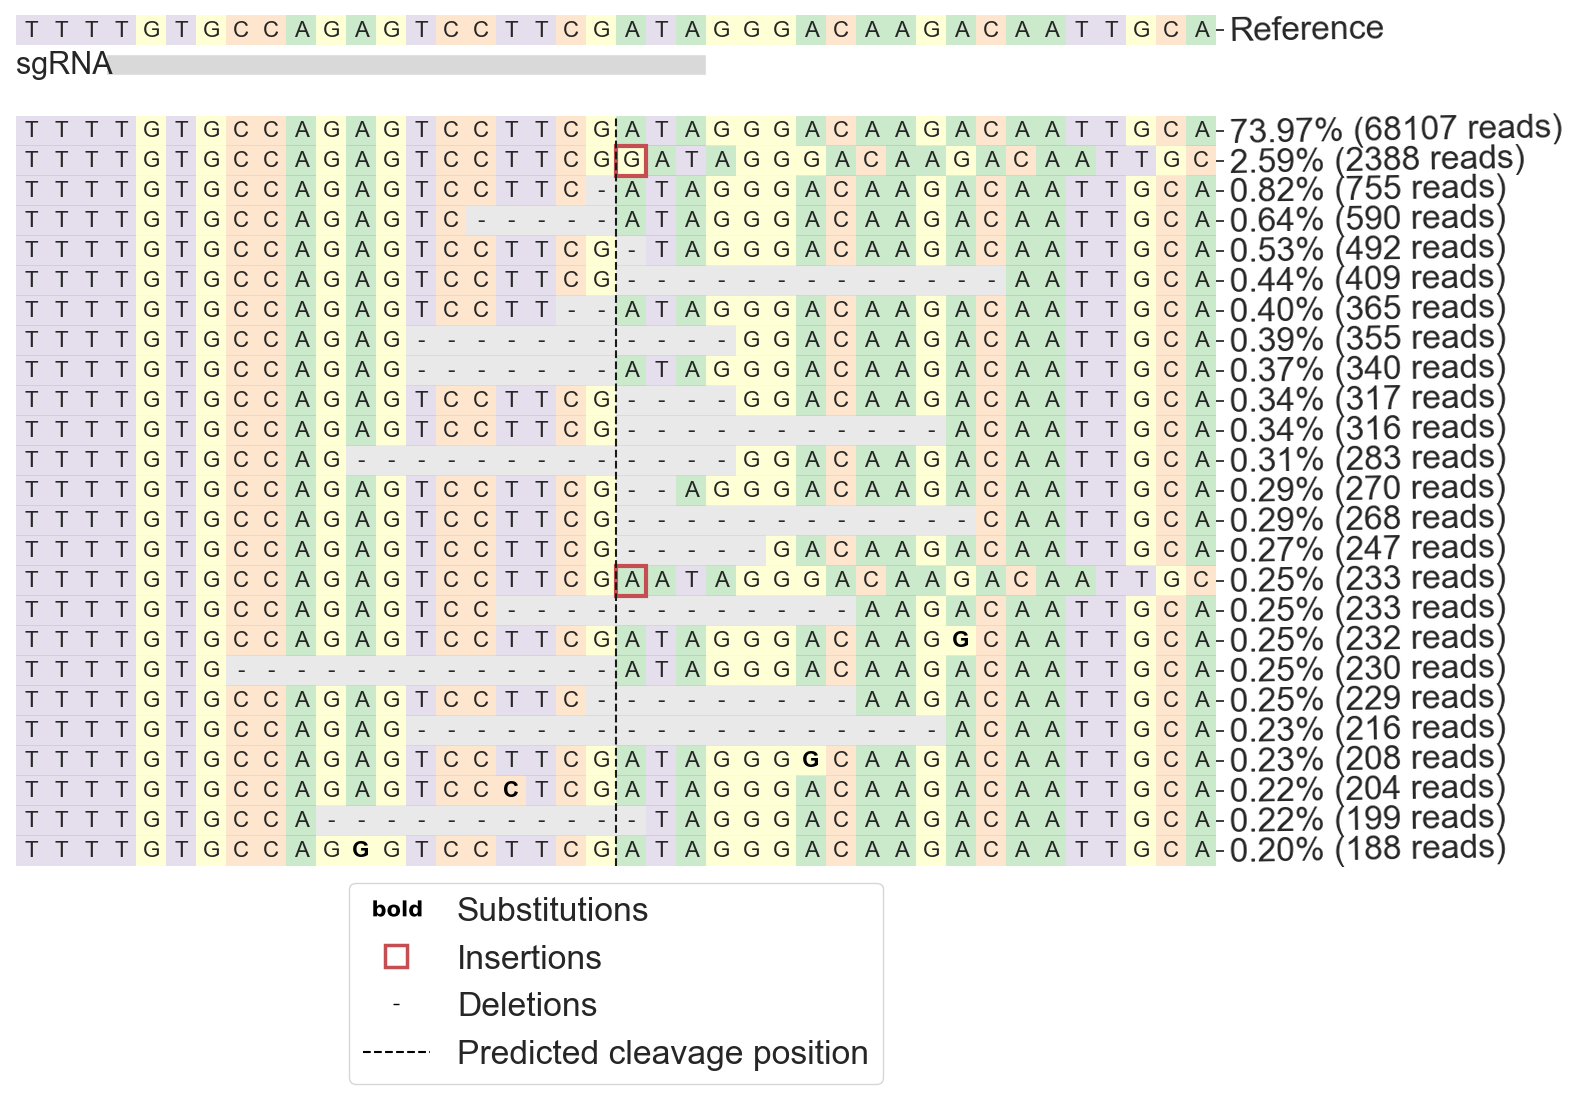 T T T T G T G C C A G A G T C C T T C G A T A G G G A C A A G A C A A T T G C A Reference
sgRNA
T T T T G T G C C A G A G T C C T T C G A T A G G G A C A A G A C A A T T G C A 73.97% (68107 reads)
T T T T G T G C C A G A G T C C T T C G G A T A G G G A C A A G A C A A T T G C 2.59% (2388 reads)
T T T T G T G C C A G A G T C C T T C - A T A G G G A C A A G A C A A T T G C A 0.82% (755 reads)
T T T T G T G C C A G A G T C - - - - - A T A G G G A C A A G A C A A T T G C A 0.64% (590 reads)
T T T T G T G C C A G A G T C C T T C G - T A G G G A C A A G A C A A T T G C A 0.53% (492 reads)
T T T T G T G C C A G A G T C C T T C G - - - - - - - - - - - - - A A T T G C A 0.44% (409 reads)
T T T T G T G C C A G A G T C C T T - - A T A G G G A C A A G A C A A T T G C A 0.40% (365 reads)
T T T T G T G C C A G A G - - - - - - - - - - - G G A C A A G A C A A T T G C A 0.39% (355 reads)
T T T T G T G C C A G A G - - - - - - - A T A G G G A C A A G A C A A T T G C A 0.37% (340 reads)
T T T T G T G C C A G A G T C C T T C G - - - - G G A C A A G A C A A T T G C A 0.34% (317 reads)
T T T T G T G C C A G A G T C C T T C G - - - - - - - - - - - A C A A T T G C A 0.34% (316 reads)
T T T T G T G C C A G - - - - - - - - - - - - - G G A C A A G A C A A T T G C A 0.31% (283 reads)
T T T T G T G C C A G A G T C C T T C G - - A G G G A C A A G A C A A T T G C A 0.29% (270 reads)
T T T T G T G C C A G A G T C C T T C G - - - - - - - - - - - - C A A T T G C A 0.29% (268 reads)
T T T T G T G C C A G A G T C C T T C G - - - - - G A C A A G A C A A T T G C A 0.27% (247 reads)
T T T T G T G C C A G A G T C C T T C G A A T A G G G A C A A G A C A A T T G C 0.25% (233 reads)
T T T T G T G C C A G A G T C C - - - - - - - - - - - - A A G A C A A T T G C A 0.25% (233 reads)
T T T T G T G C C A G A G T C C T T C G A T A G G G A C A A G G C A A T T G C A 0.25% (232 reads)
T T T T G T G - - - - - - - - - - - - - A T A G G G A C A A G A C A A T T G C A 0.25% (230 reads)
T T T T G T G C C A G A G T C C T T C - - - - - - - - - A A G A C A A T T G C A 0.25% (229 reads)
T T T T G T G C C A G A G - - - - - - - - - - - - - - - - - - A C A A T T G C A 0.23% (216 reads)
T T T T G T G C C A G A G T C C T T C G A T A G G G G C A A G A C A A T T G C A 0.23% (208 reads)
T T T T G T G C C A G A G T C C C T C G A T A G G G A C A A G A C A A T T G C A 0.22% (204 reads)
T T T T G T G C C A - - - - - - - - - - - T A G G G A C A A G A C A A T T G C A 0.22% (199 reads)
T T T T G T G C C A G G G T C C T T C G A T A G G G A C A A G A C A A T T G C A 0.20% (188 reads)
bold Substitutions
Insertions
- Deletions
Predicted cleavage position